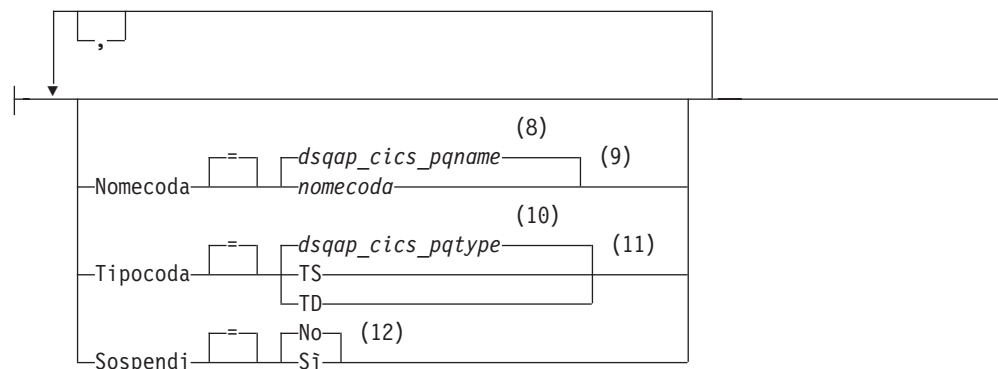 ,
(8)
= dsqap_cics_pqname (9)
Nomecoda nomecoda
(10)
= dsqap_cics_pqtype (11)
Tipocoda TS
TD
= No (12)
Sospendi Sì